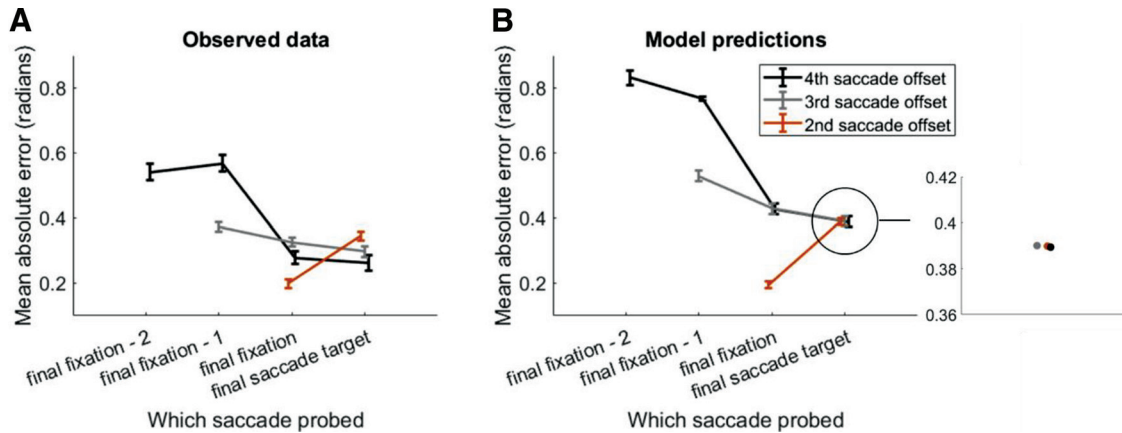 A
Observed data
Mean absolute error (radians)
0.8
0.6
0.4
0.2
final fixation - 2
final fixation - 1
final fixation
final saccade target
Which saccade probed
B
Model predictions
Mean absolute error (radians)
0.8
0.6
0.4
0.2
final fixation - 2
final fixation - 1
final fixation
final saccade target
Which saccade probed
4th saccade offset
3rd saccade offset
2nd saccade offset
0.42
0.4
0.38
0.36